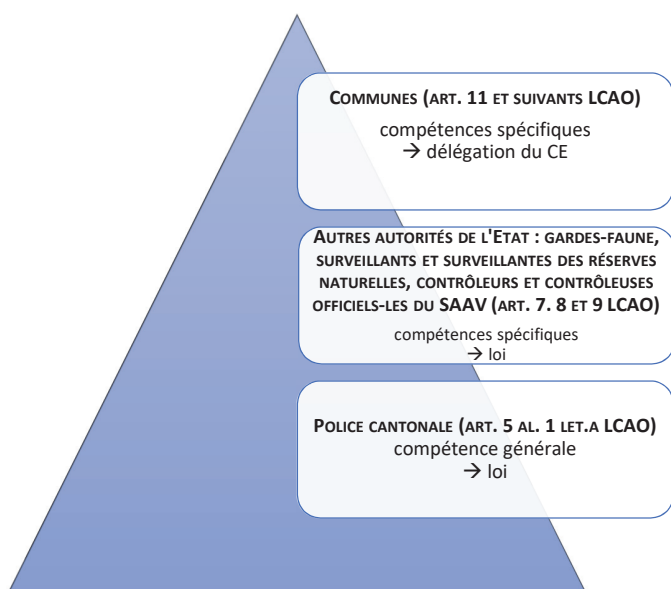 COMMUNES (ART. 11 ET SUIVANTS LCAO)
compétences spécifiques
→ délégation du CE
AUTRES AUTORITÉS DE L'ETAT : GARDES-FAUNE,
SURVEILLANTS ET SURVEILLANTES DES RÉSERVES
NATURELLES, CONTRÔLEURS ET CONTRÔLEUSES
OFFICIELS-LES DU SAAV (ART. 7. 8 ET 9 LCAO)
compétences spécifiques
→ loi
POLICE CANTONALE (ART. 5 AL. 1 LET.A LCAO)
compétence générale
→ loi